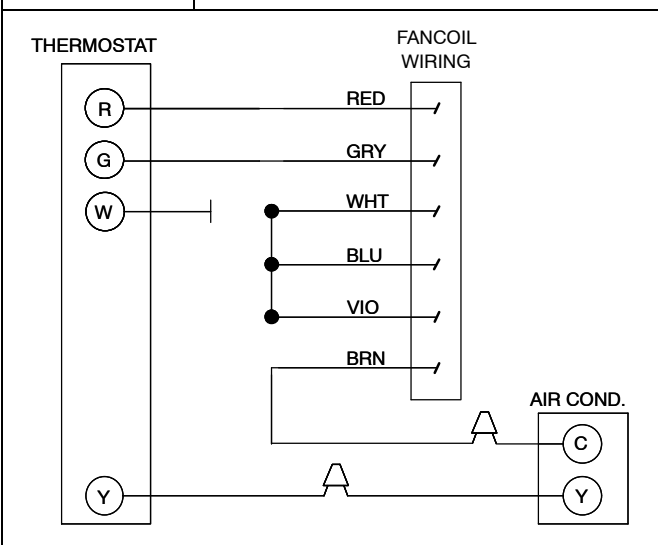 THERMOSTAT
FANCOIL
WIRING
R
RED
G
GRY
W
WHT
BLU
VIO
BRN
AIR COND.
C
Y
Y